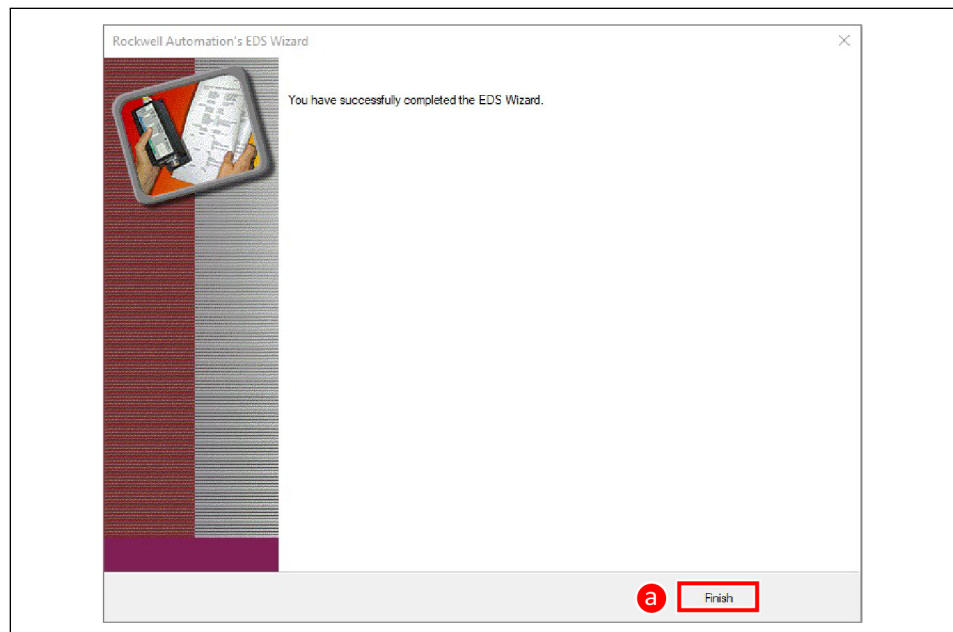 Rockwell Automation's EDS Wizard
You have successfully completed the EDS Wizard.
a Finish